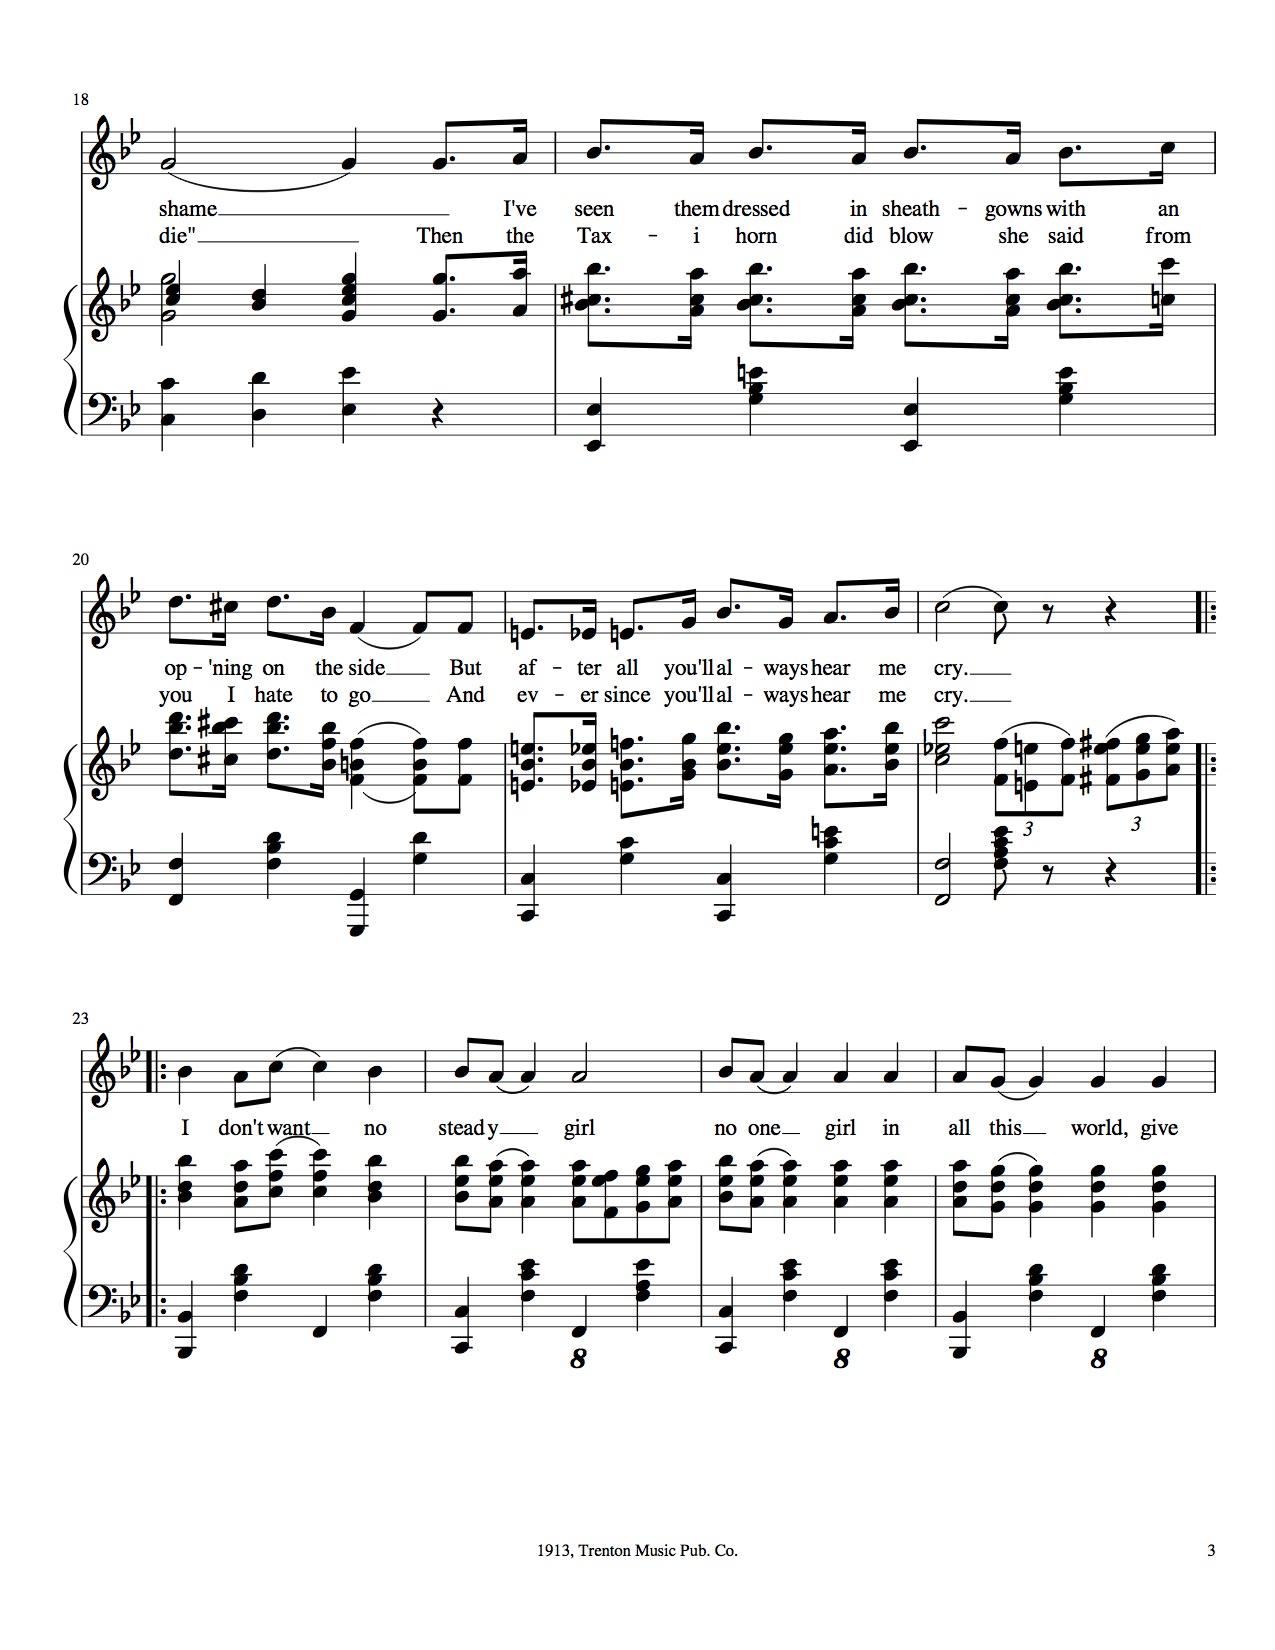 18
shame I've seen them dressed in sheath - gowns with an
die" Then the Tax - i horn did blow she said from
20
op - 'ning on the side But af - ter all you'll al - ways hear me cry.
you I hate to go And ev - er since you'll al - ways hear me cry.
3 3
23
I don't want no steady girl no one girl in all this world, give
8 8 8
1913, Trenton Music Pub. Co. 3